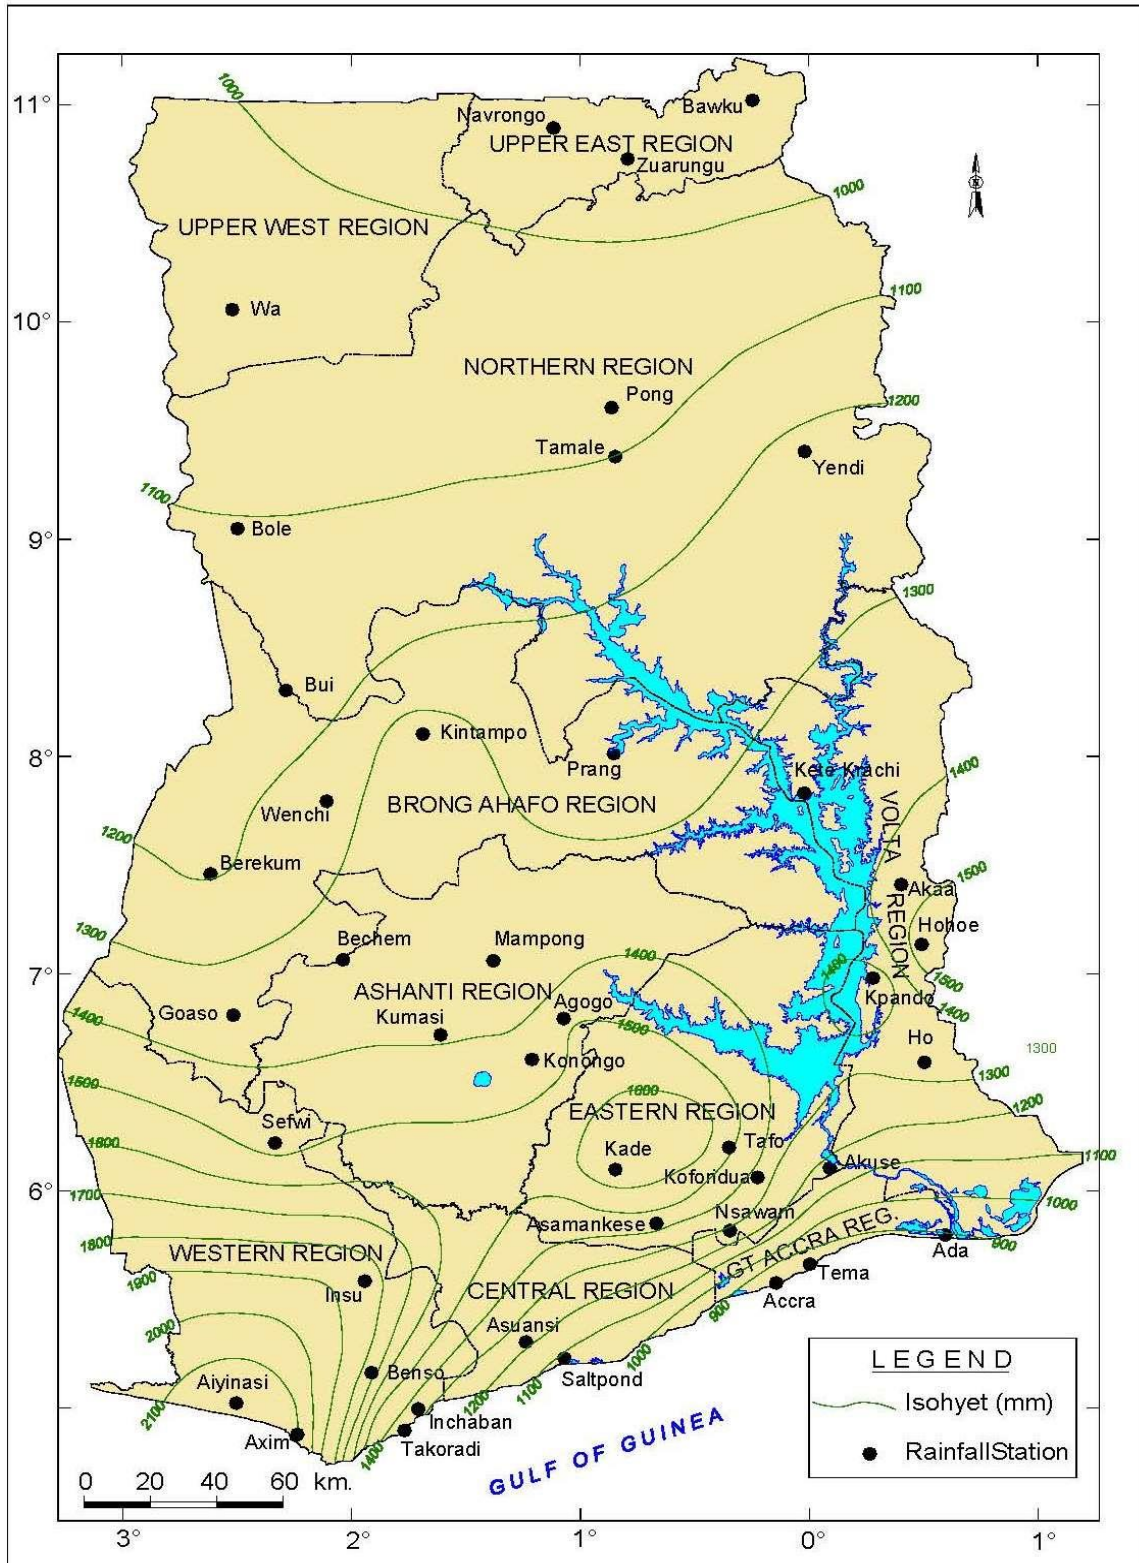 1000
11°
Bawku
Navrongo
UPPER EAST REGION
Zuarungu
1000
UPPER WEST REGION
1100
Wa
10°
NORTHERN REGION
Pong
1200
Tamale
Yendi
1100
Bole
9°
1300
Bui
Kintampo
8°
Prang
Kete Krachi
1400
BRONG AHAFO REGION
Wenchi
VOLTA REGION
1200
Berekum
1500
Akaa
Hohoe
1300
Bechem
Mampong
1400
1400
7°
1500
ASHANTI REGION
Kpando
Agogo
1400
Goaso
Kumasi
1400
1500
Ho
1300
Konongo
1300
1500
1600
1200
EASTERN REGION
Sefwi
Tafo
1800
Kade
Akuse
1100
Koforidua
6°
1700
1000
Nsawam
Asamankese
GT ACCRA REG.
1800
900
WESTERN REGION
Ada
CENTRAL REGION
Tema
1900
Insu
Accra
900
2000
Asuansi
1000
Benso
Saltpond
Aiyinasi
1100
1200
2100
Inchaban
Axim
Takoradi
1400
GULF OF GUINEA
LEGEND
Isohyet (mm)
RainfallStation
0 20 40 60 km.
3° 2° 1° 0° 1°